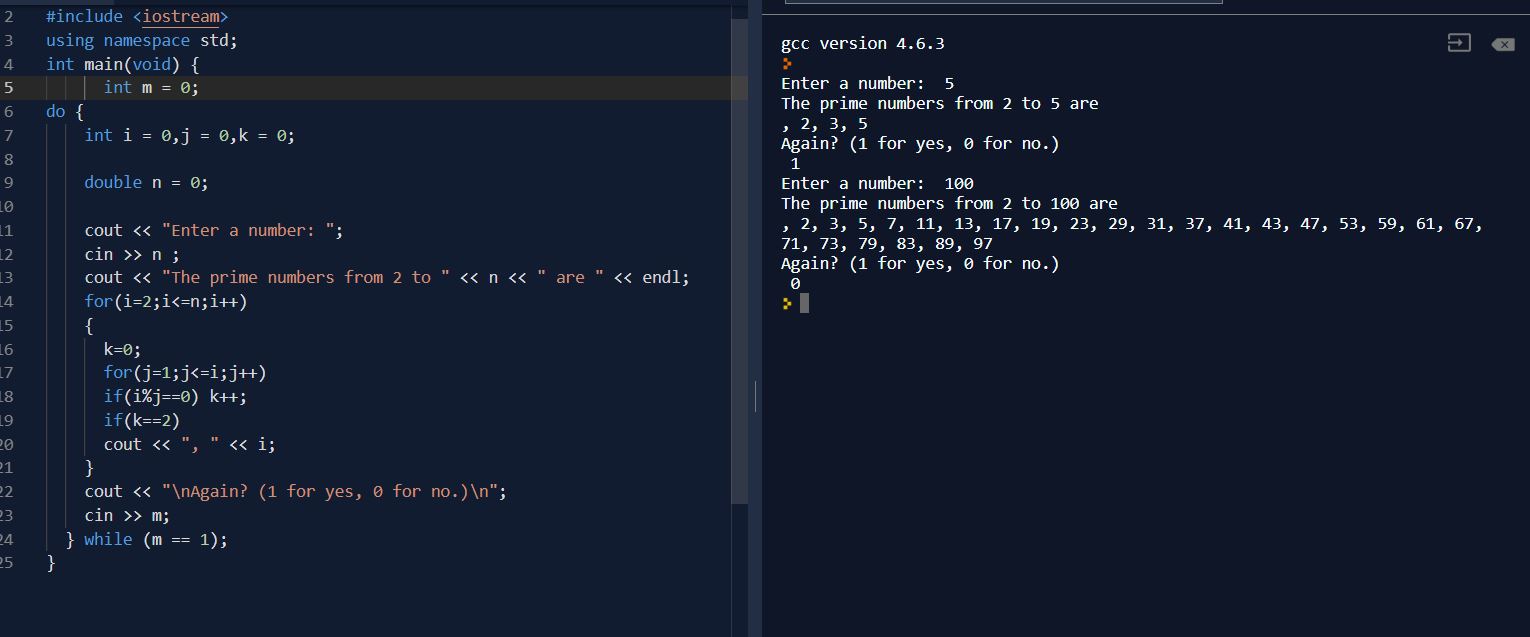 2 #include <iostream>
3 using namespace std;
4 int main(void) {
5 int m = 0;
6 do {
7 int i = 0,j = 0,k = 0;
8
9 double n = 0;
10
11 cout << "Enter a number: ";
12 cin >> n ;
13 cout << "The prime numbers from 2 to " << n << " are " << endl;
14 for(i=2;i<=n;i++)
15 {
16 k=0;
17 for(j=1;j<=i;j++)
18 if(i%j==0) k++;
19 if(k==2)
20 cout << ", " << i;
21 }
22 cout << "\nAgain? (1 for yes, 0 for no.)\n";
23 cin >> m;
24 } while (m == 1);
25 }
gcc version 4.6.3
Enter a number:  5
The prime numbers from 2 to 5 are
, 2, 3, 5
Again? (1 for yes, 0 for no.)
1
Enter a number:  100
The prime numbers from 2 to 100 are
, 2, 3, 5, 7, 11, 13, 17, 19, 23, 29, 31, 37, 41, 43, 47, 53, 59, 61, 67,
71, 73, 79, 83, 89, 97
Again? (1 for yes, 0 for no.)
0